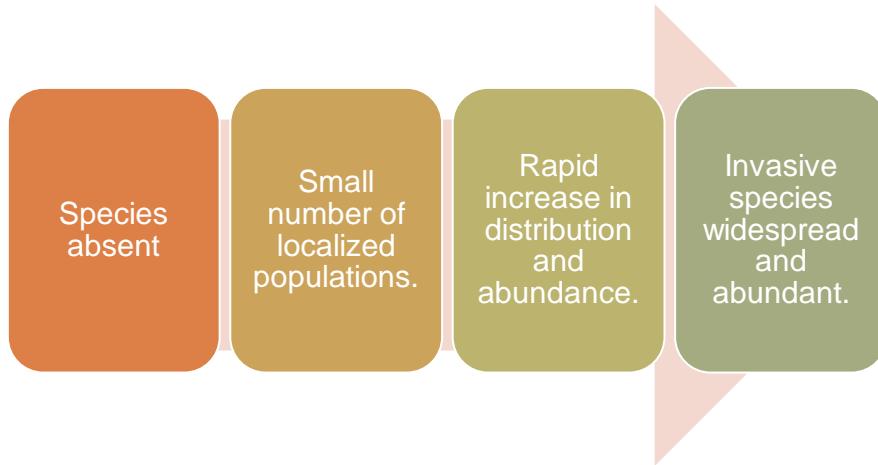 Species
absent
Small
number of
localized
populations.
Rapid
increase in
distribution
and
abundance.
Invasive
species
widespread
and
abundant.